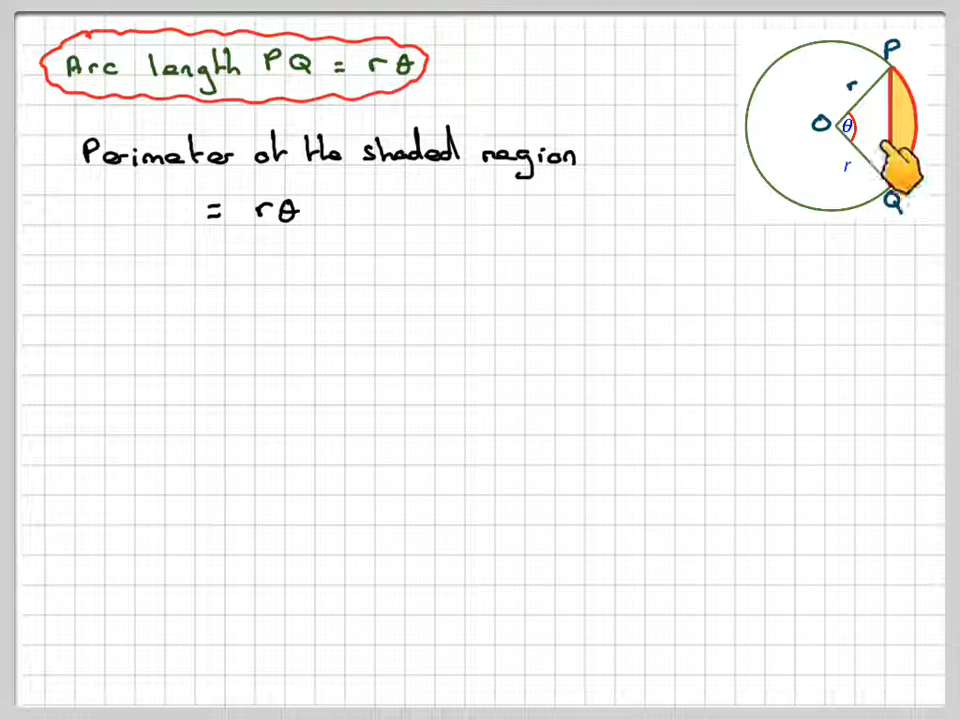 Arc length PQ = rθ
Perimeter of the shaded region
= rθ
P
r
O
θ
r
Q